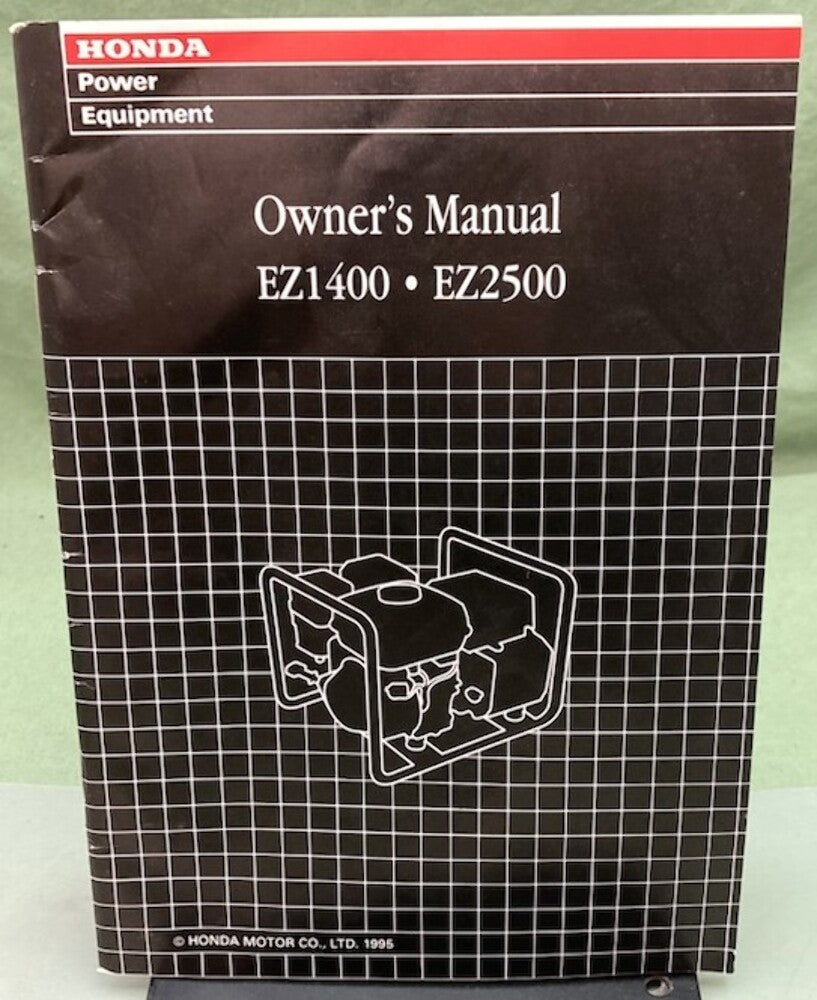 HONDA
Power
Equipment
Owner's Manual
EZ1400 • EZ2500
© HONDA MOTOR CO., LTD. 1995